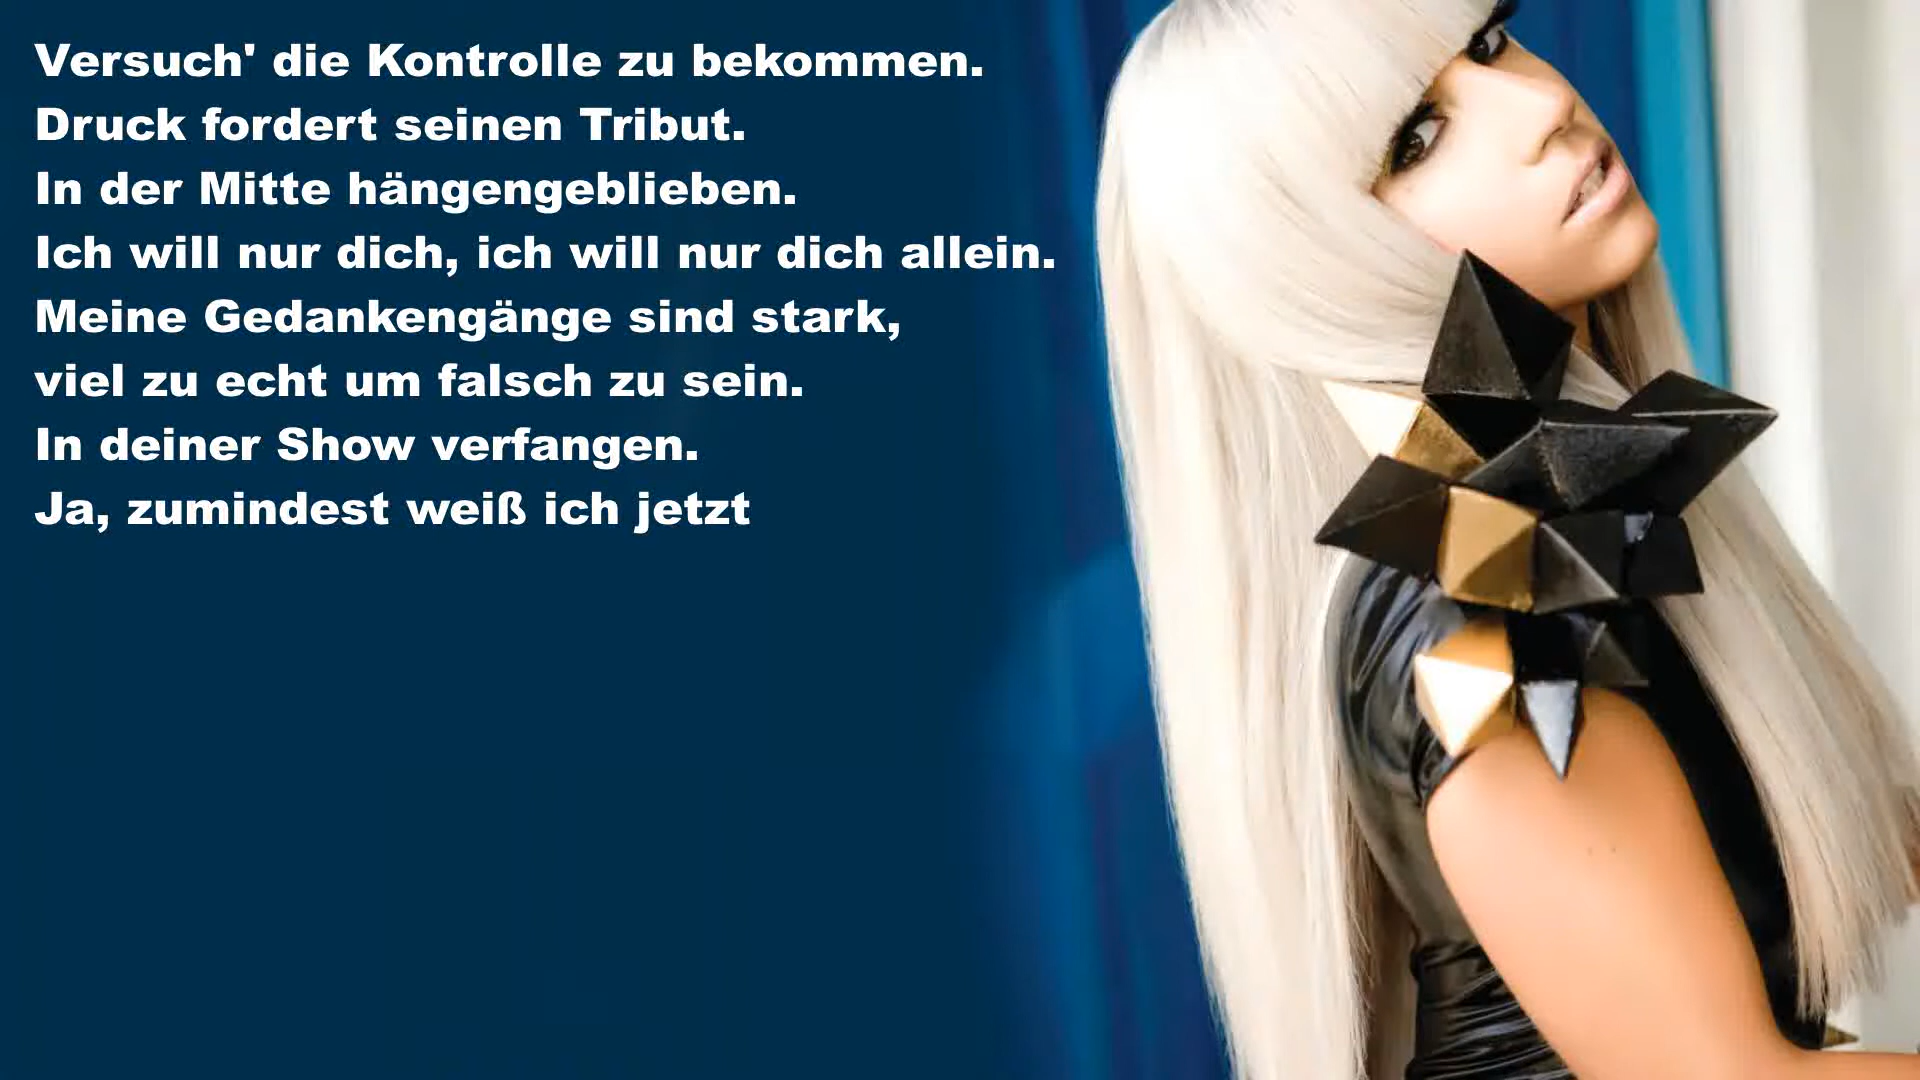 Versuch' die Kontrolle zu bekommen.
Druck fordert seinen Tribut.
In der Mitte hängengeblieben.
Ich will nur dich, ich will nur dich allein.
Meine Gedankengänge sind stark,
viel zu echt um falsch zu sein.
In deiner Show verfangen.
Ja, zumindest weiß ich jetzt